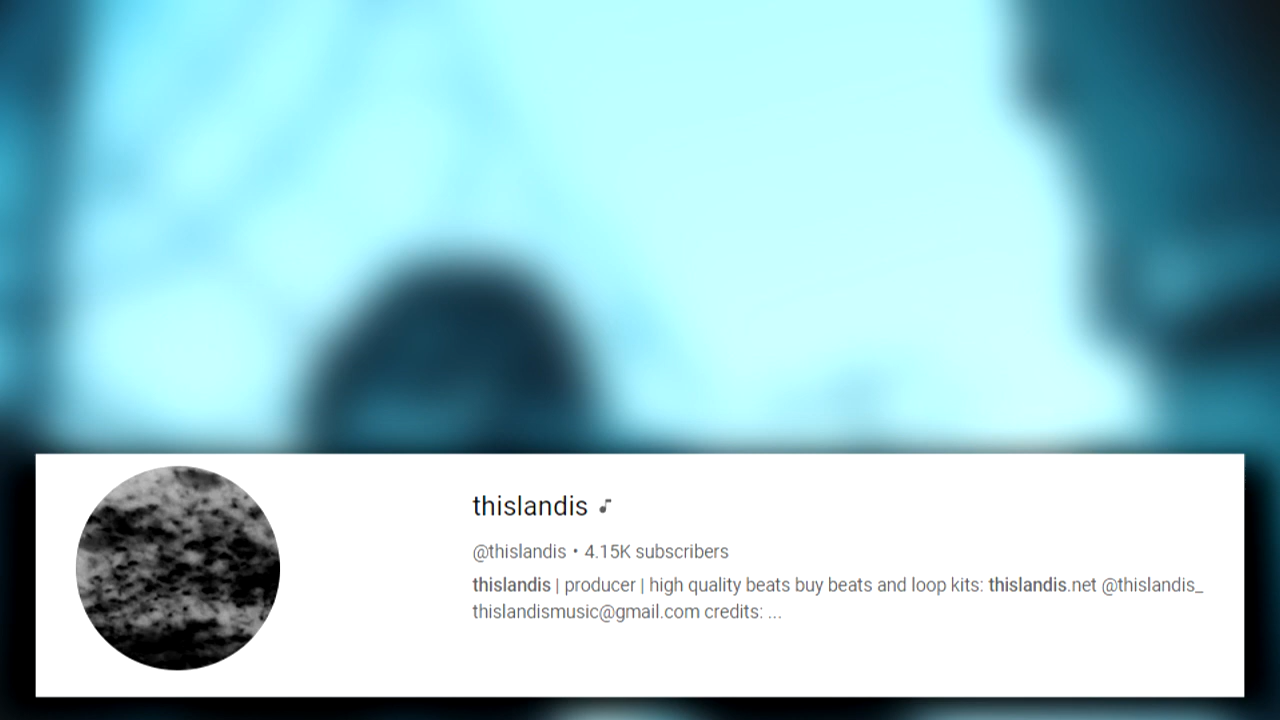 thislandis
@thislandis • 4.15K subscribers
thislandis | producer | high quality beats buy beats and loop kits: thislandis.net @thislandis_
thislandismusic@gmail.com credits: ...